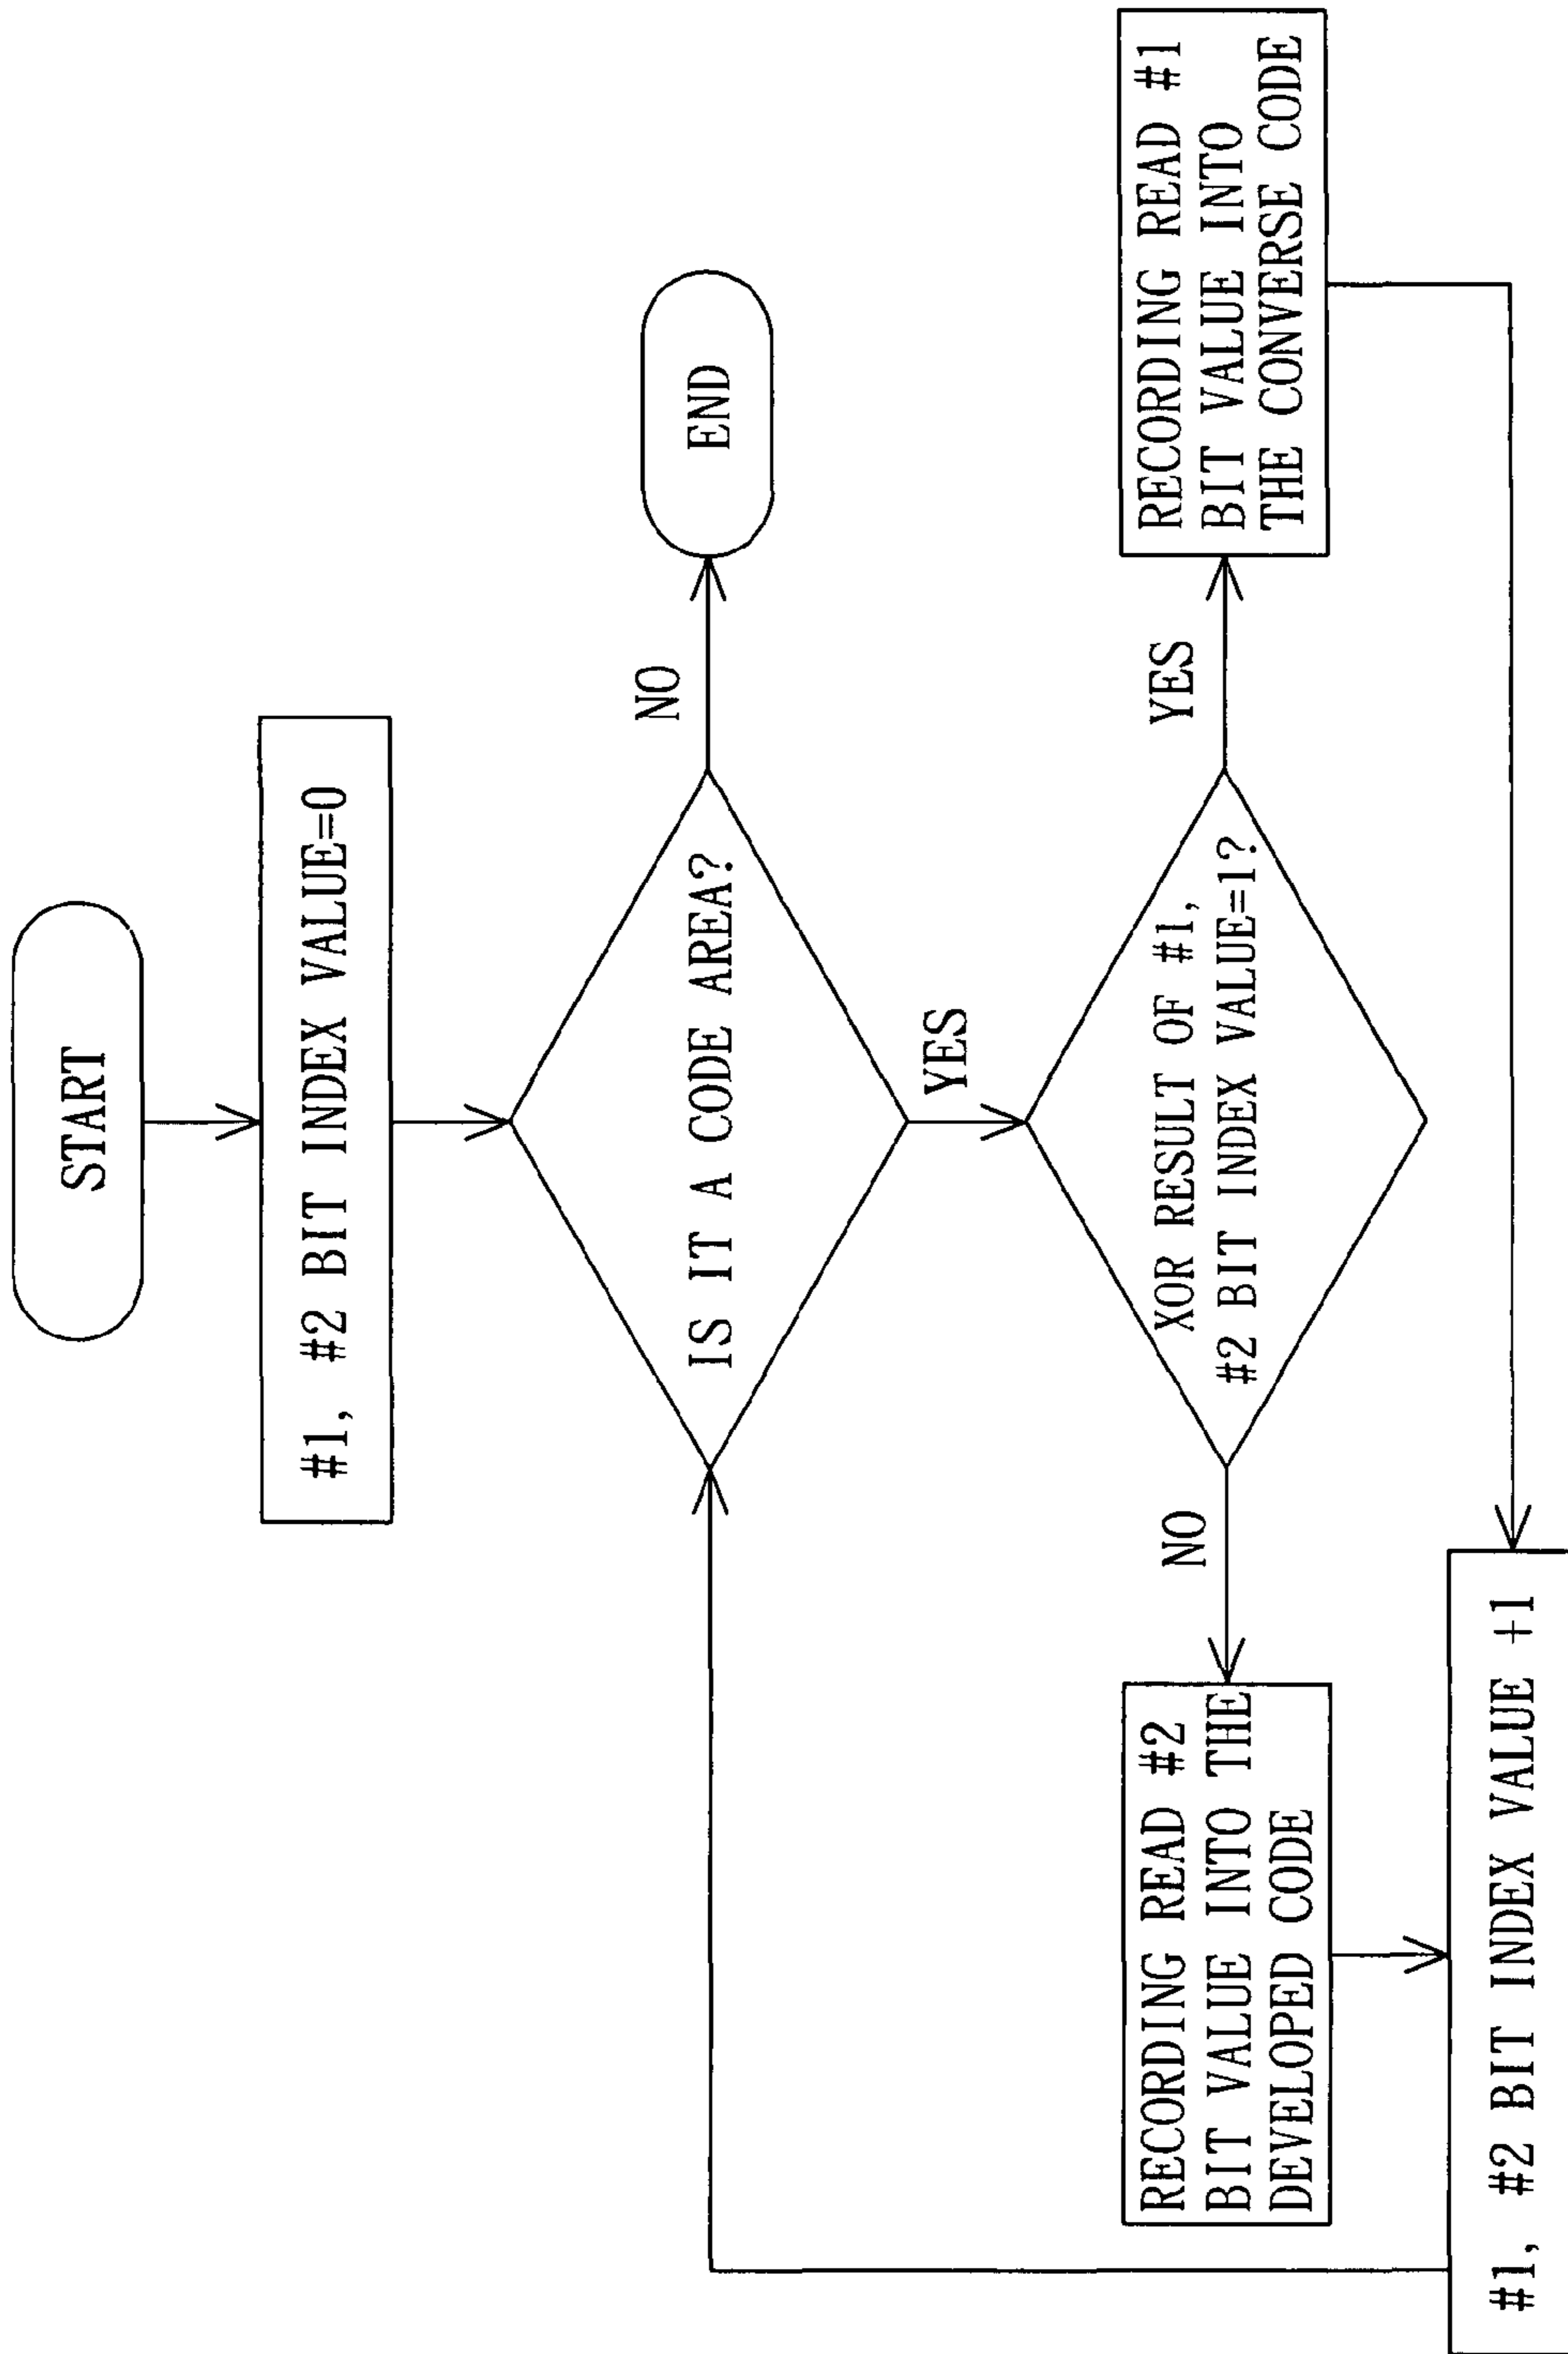 START
#1, #2 BIT INDEX VALUE=0
IS IT A CODE AREA?
NO
END
YES
XOR RESULT OF #1,
#2 BIT INDEX VALUE=1?
NO
YES
RECORDING READ #2
BIT VALUE INTO THE
DEVELOPED CODE
RECORDING READ #1
BIT VALUE INTO
THE CONVERSE CODE
#1, #2 BIT INDEX VALUE +1